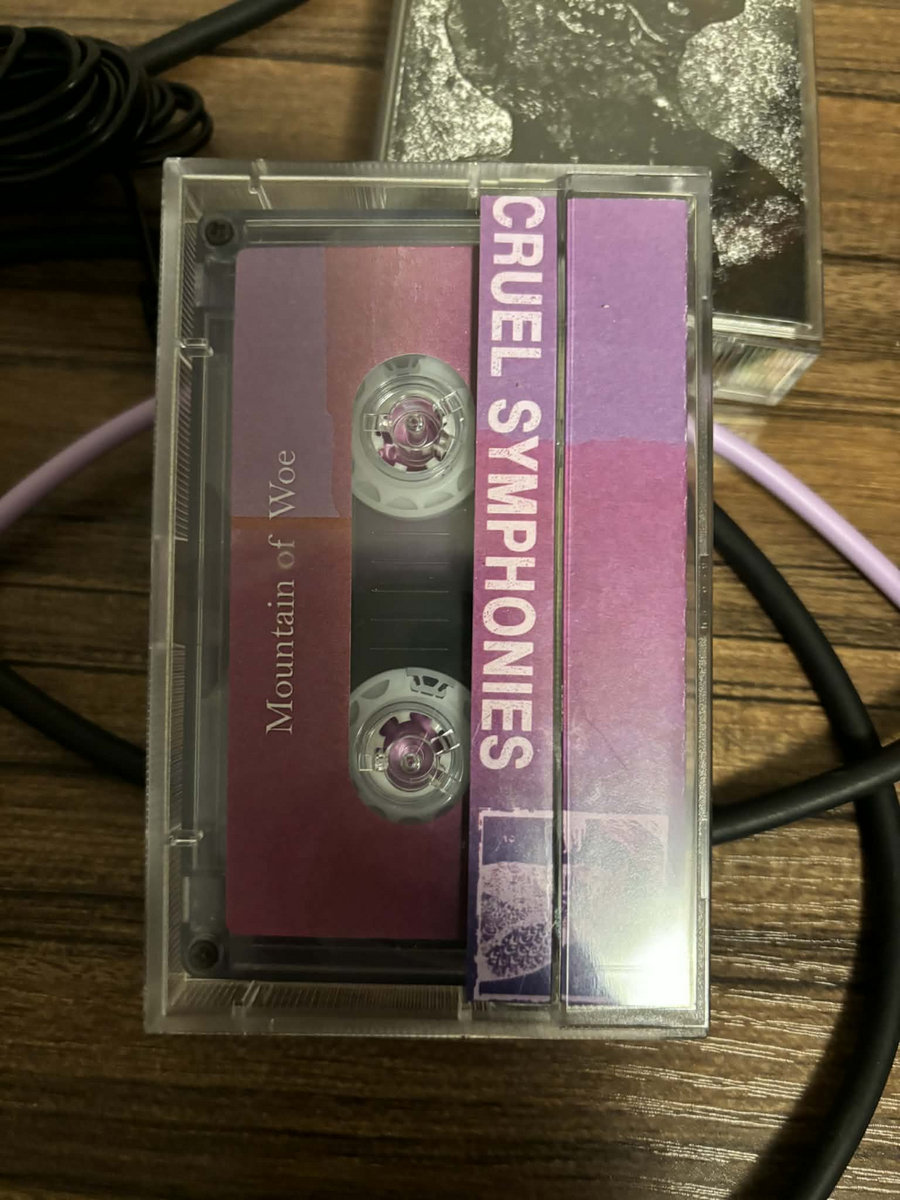 Mountain of Woe
CRUEL SYMPHONIES